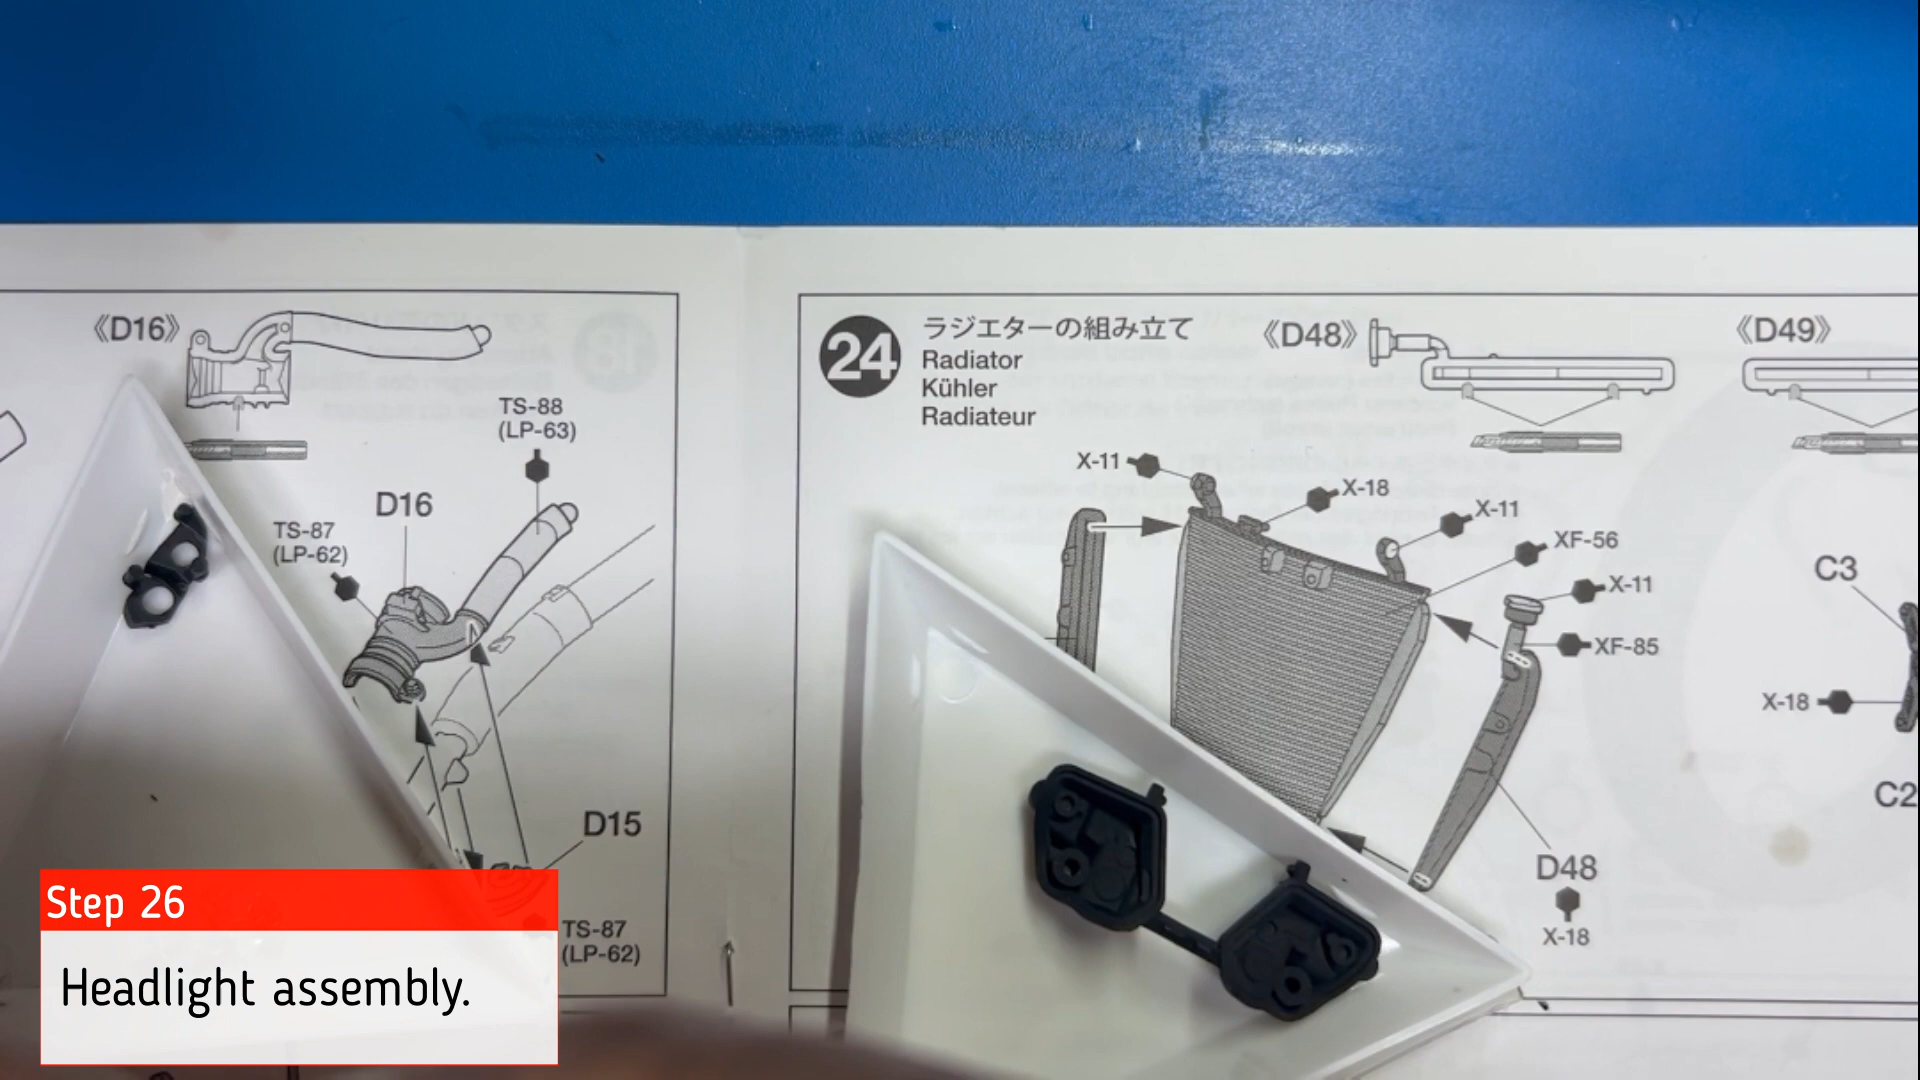 《D16》
TS-88
(LP-63)
D16
TS-87
(LP-62)
D15
TS-87
(LP-62)
24
ラジエターの組み立て
Radiator
Kühler
Radiateur
《D48》
《D49》
X-11
X-18
X-11
XF-56
X-11
XF-85
C3
X-18
C2
D48
X-18
Step 26
Headlight assembly.